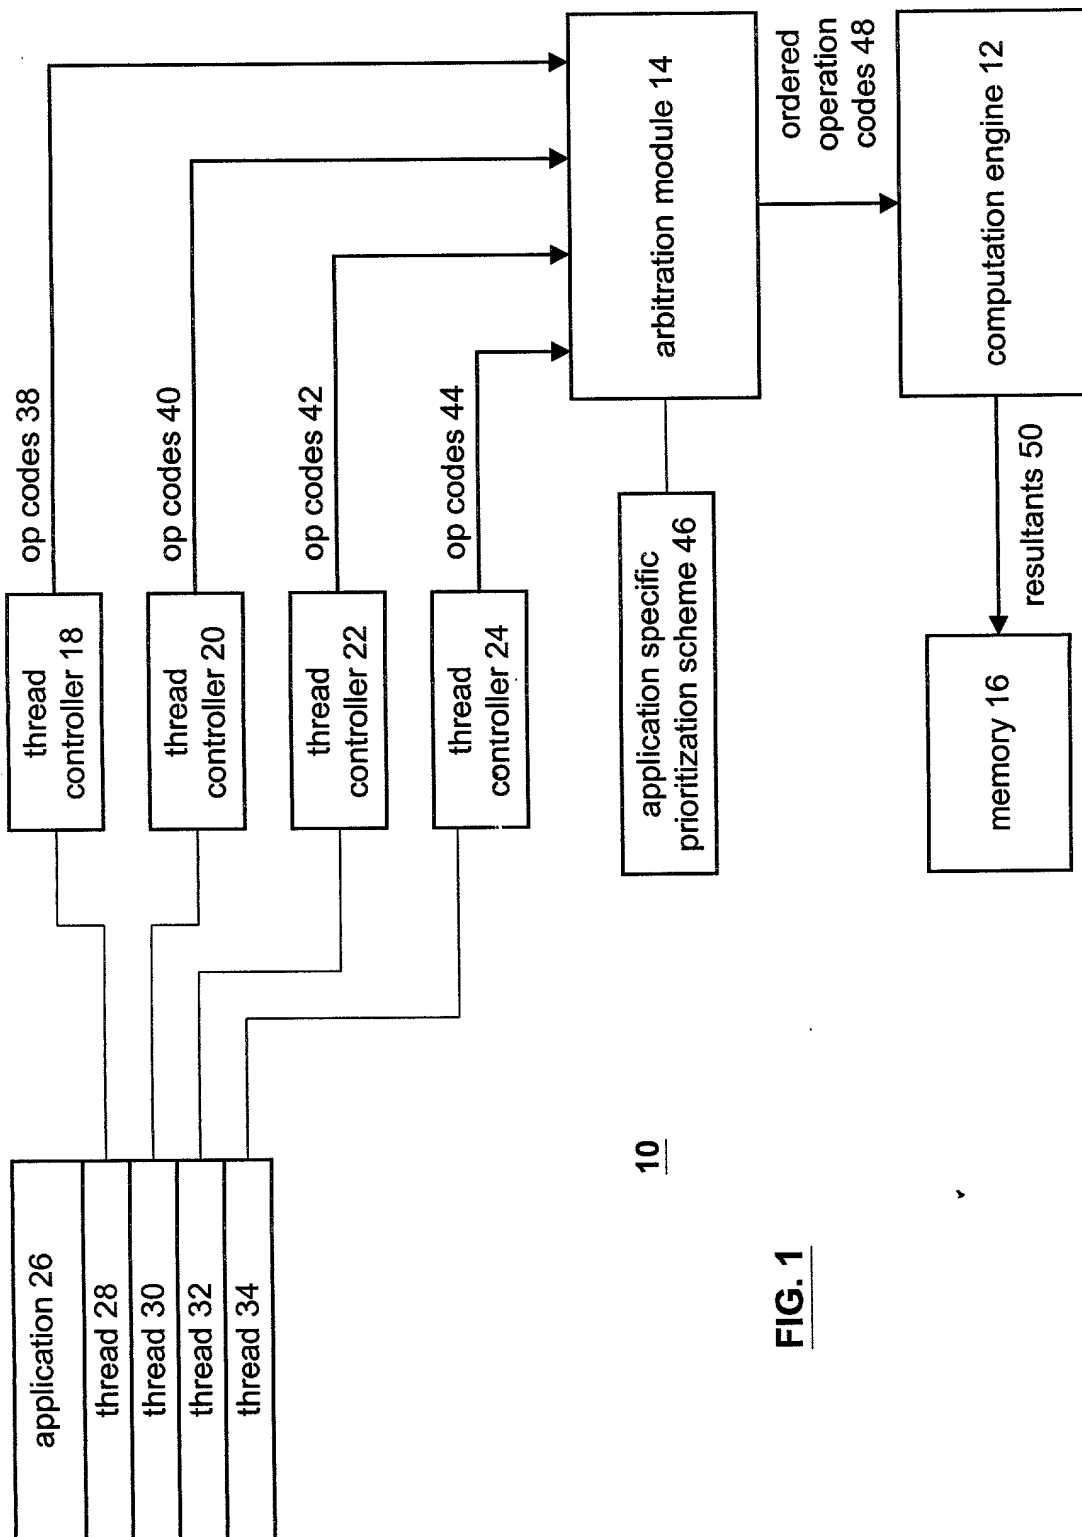 application 26
thread 28
thread 30
thread 32
thread 34
thread
controller 18
thread
controller 20
thread
controller 22
thread
controller 24
op codes 38
op codes 40
op codes 42
op codes 44
application specific
prioritization scheme 46
arbitration module 14
ordered
operation
codes 48
computation engine 12
resultants 50
memory 16
10
FIG. 1